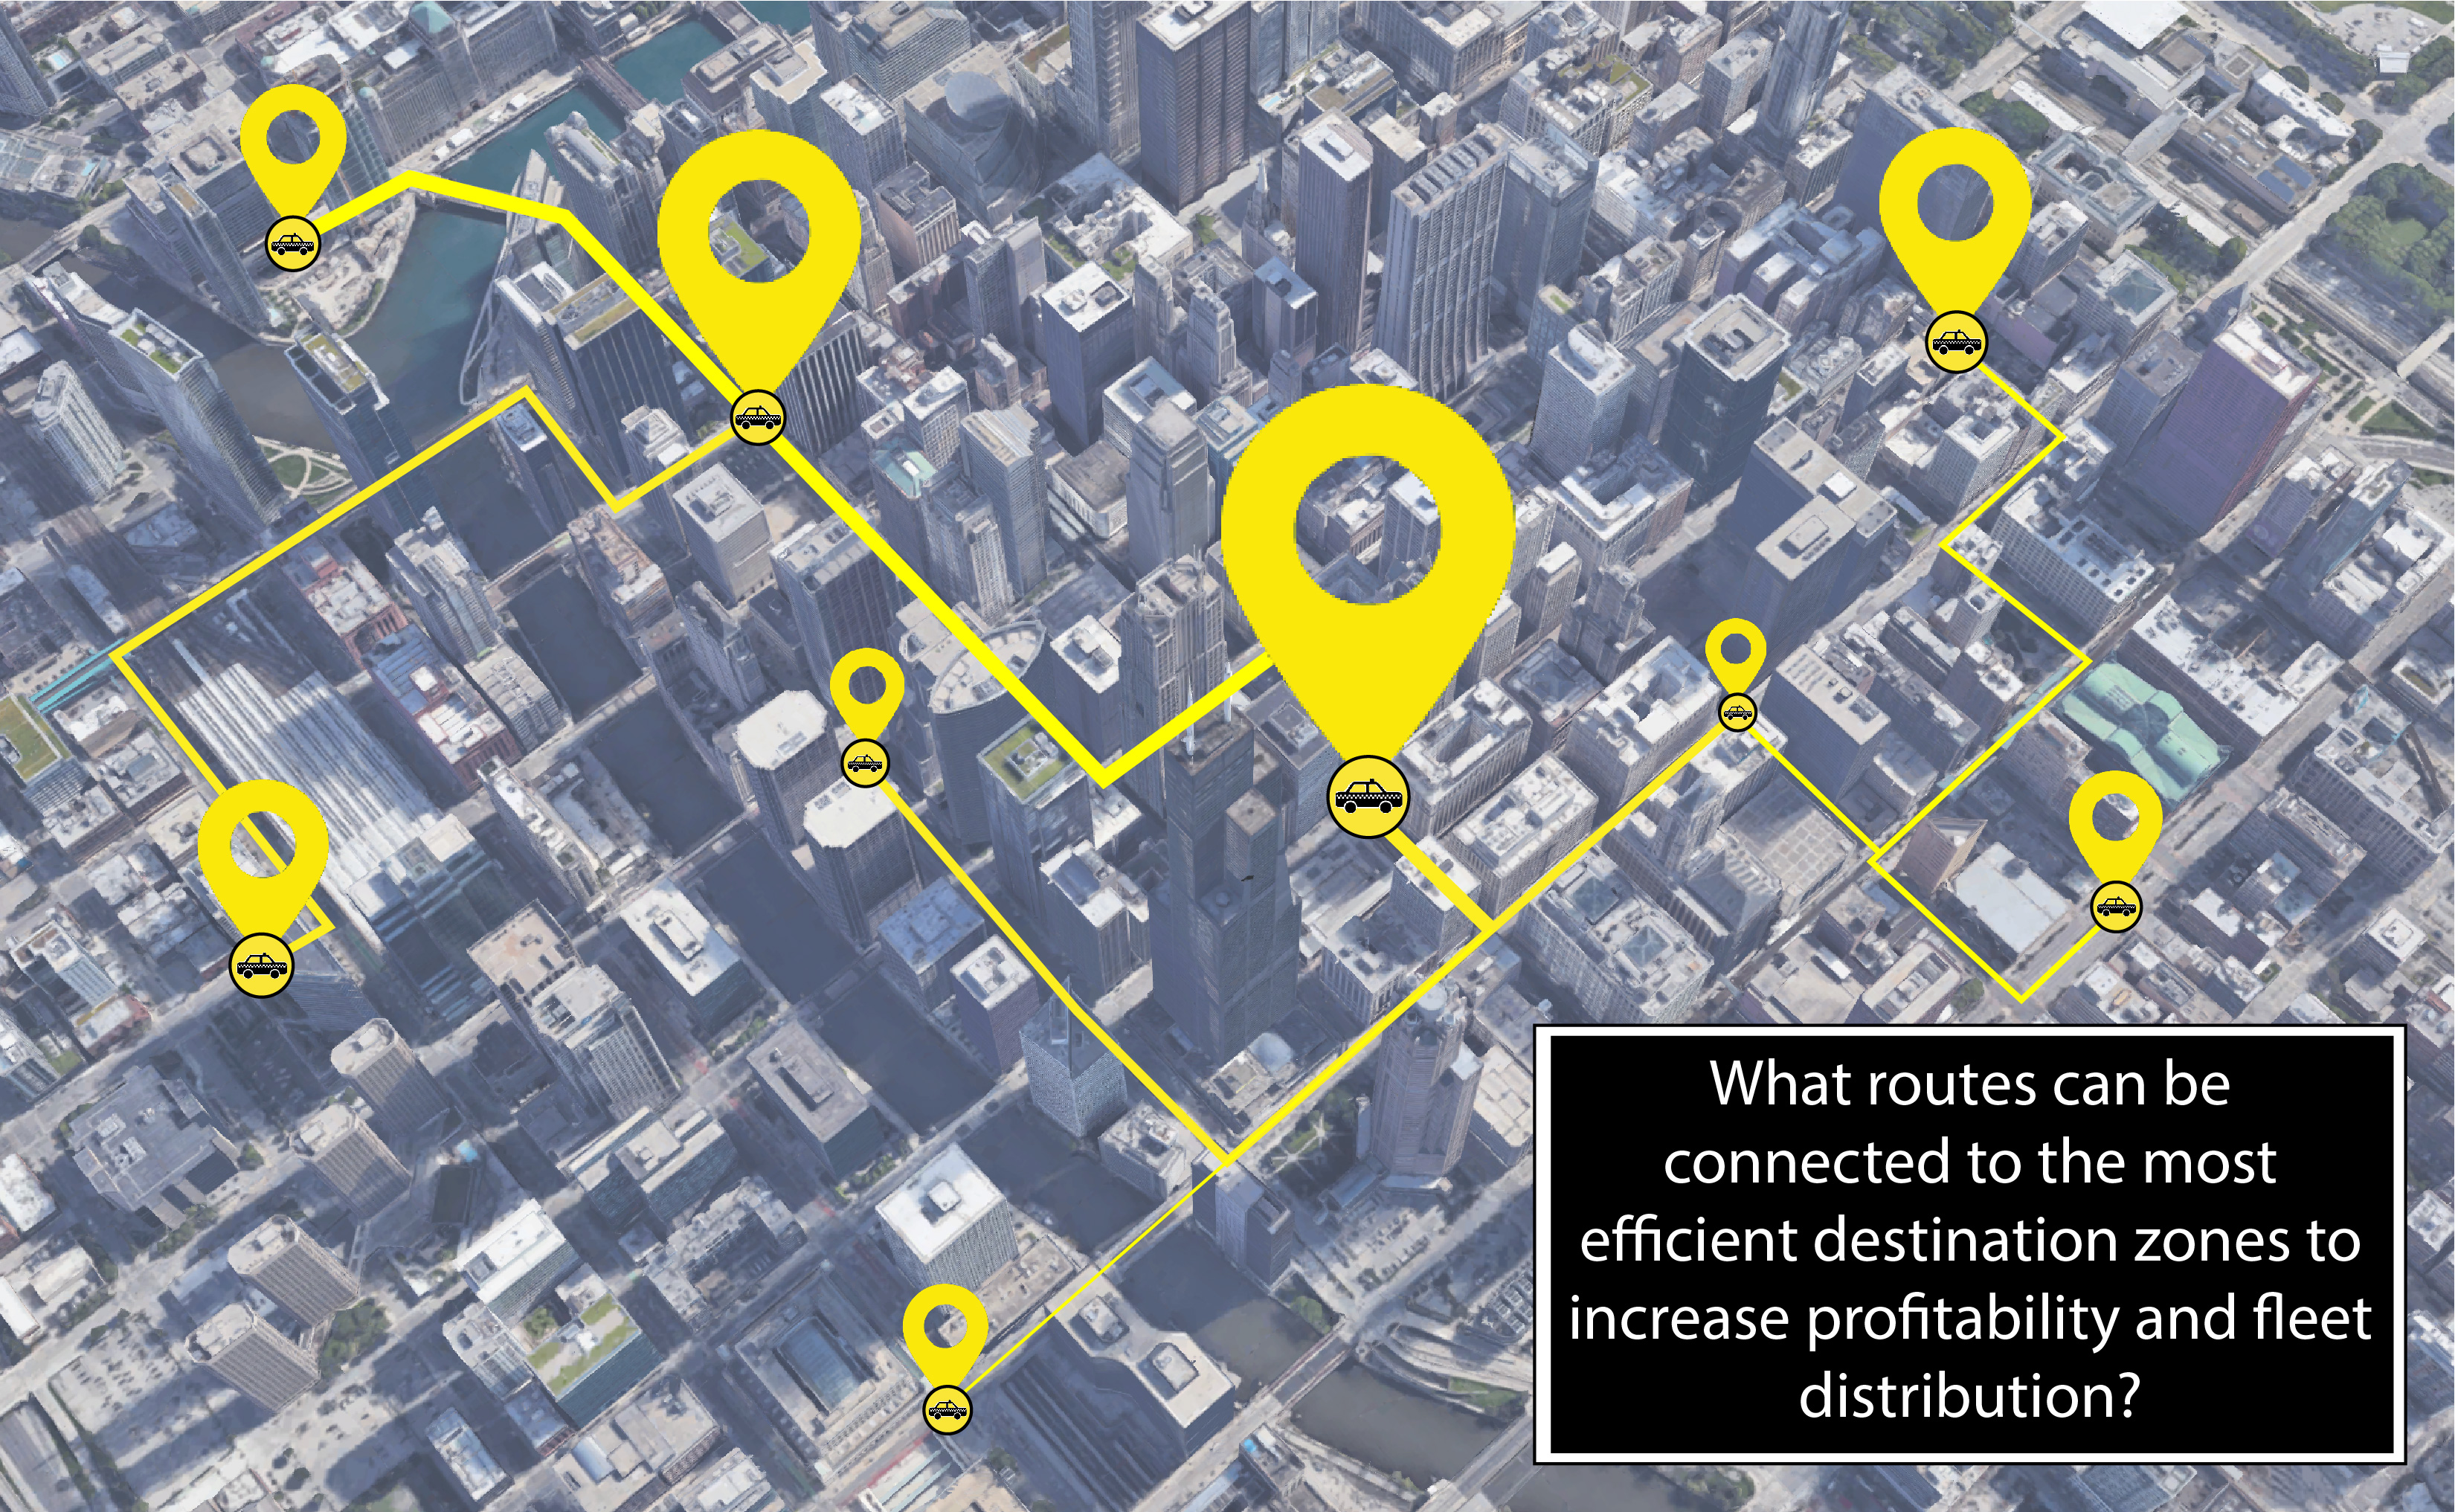 What routes can be
connected to the most
efficient destination zones to
increase profitability and fleet
distribution?